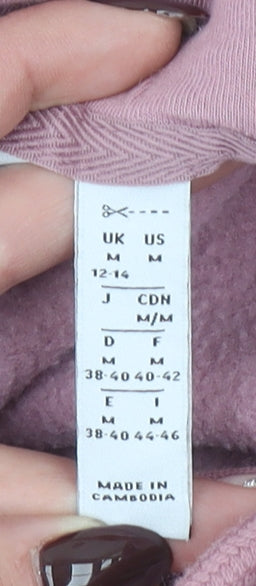 UK US
M M
12-14
J CDN
M/M
D F
M M
38-40 40-42
E I
M M
38-40 44-46
MADE IN
CAMBODIA